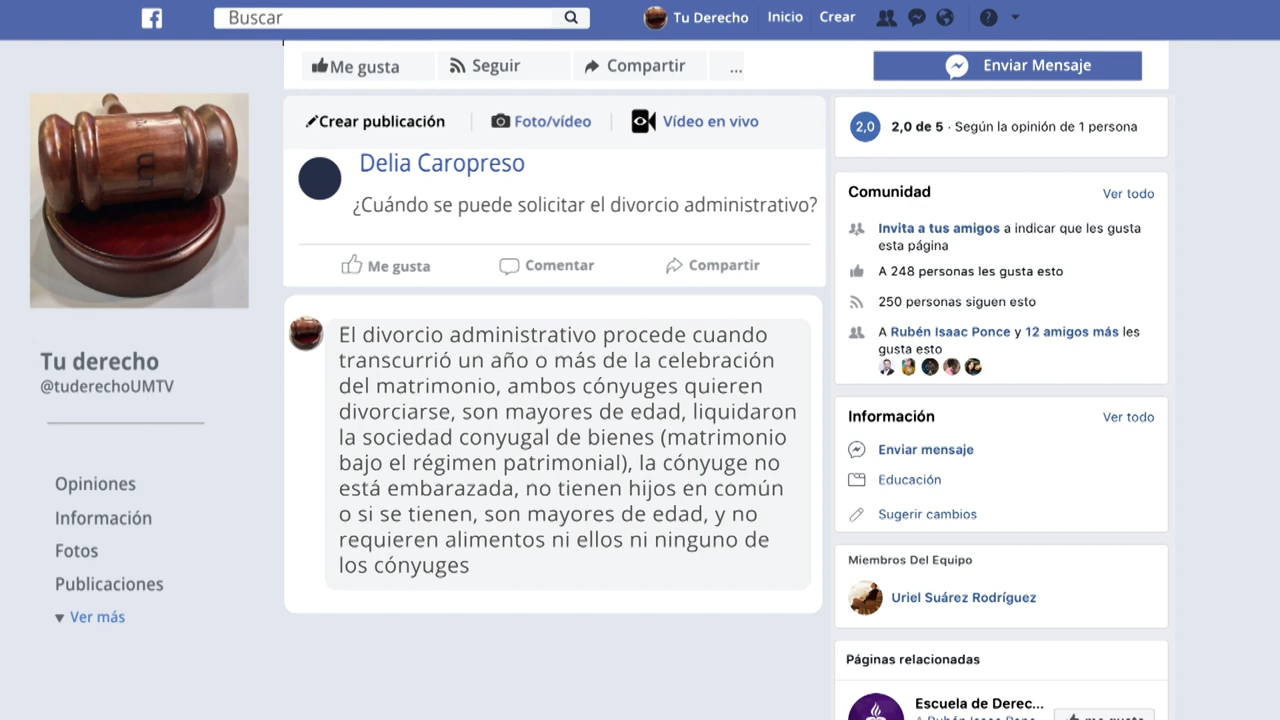 Buscar
Tu Derecho
Inicio
Crear
?
Me gusta
Seguir
Compartir
...
Enviar Mensaje
Crear publicación
Foto/vídeo
Vídeo en vivo
Delia Caropreso
¿Cuándo se puede solicitar el divorcio administrativo?
Me gusta
Comentar
Compartir
El divorcio administrativo procede cuando
transcurrió un año o más de la celebración
del matrimonio, ambos cónyuges quieren
divorciarse, son mayores de edad, liquidaron
la sociedad conyugal de bienes (matrimonio
bajo el régimen patrimonial), la cónyuge no
está embarazada, no tienen hijos en común
o si se tienen, son mayores de edad, y no
requieren alimentos ni ellos ni ninguno de
los cónyuges
Tu derecho
@tuderechoUMTV
Opiniones
Información
Fotos
Publicaciones
Ver más
2,0
2,0 de 5 · Según la opinión de 1 persona
Comunidad
Ver todo
Invita a tus amigos a indicar que les gusta
esta página
A 248 personas les gusta esto
250 personas siguen esto
A Rubén Isaac Ponce y 12 amigos más les
gusta esto
Información
Ver todo
Enviar mensaje
Educación
Sugerir cambios
Miembros Del Equipo
Uriel Suárez Rodríguez
Páginas relacionadas
Escuela de Derec...
me gusta